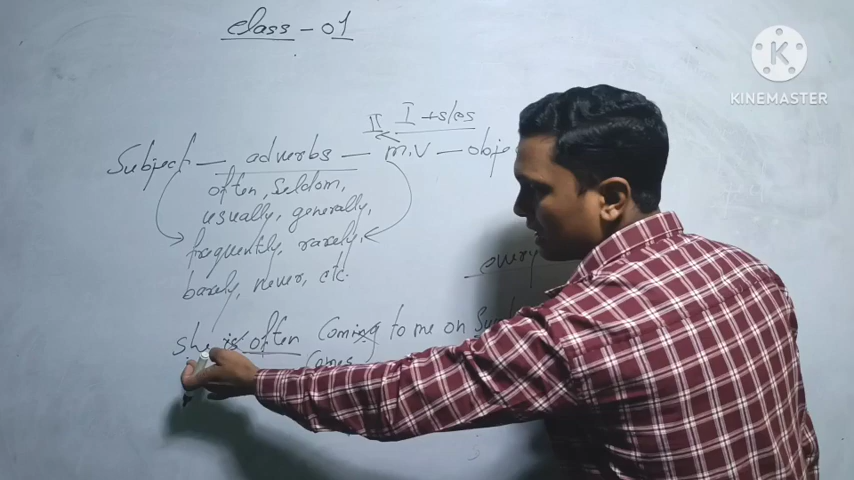 class - 01
I + s/es
II
Subject - adverbs - m.V - obje
often, Seldom,
usually, generally,
frequently, rarely,
barely, never, etc.
every
she is often Coming to me on
(comes)
K
KINEMASTER